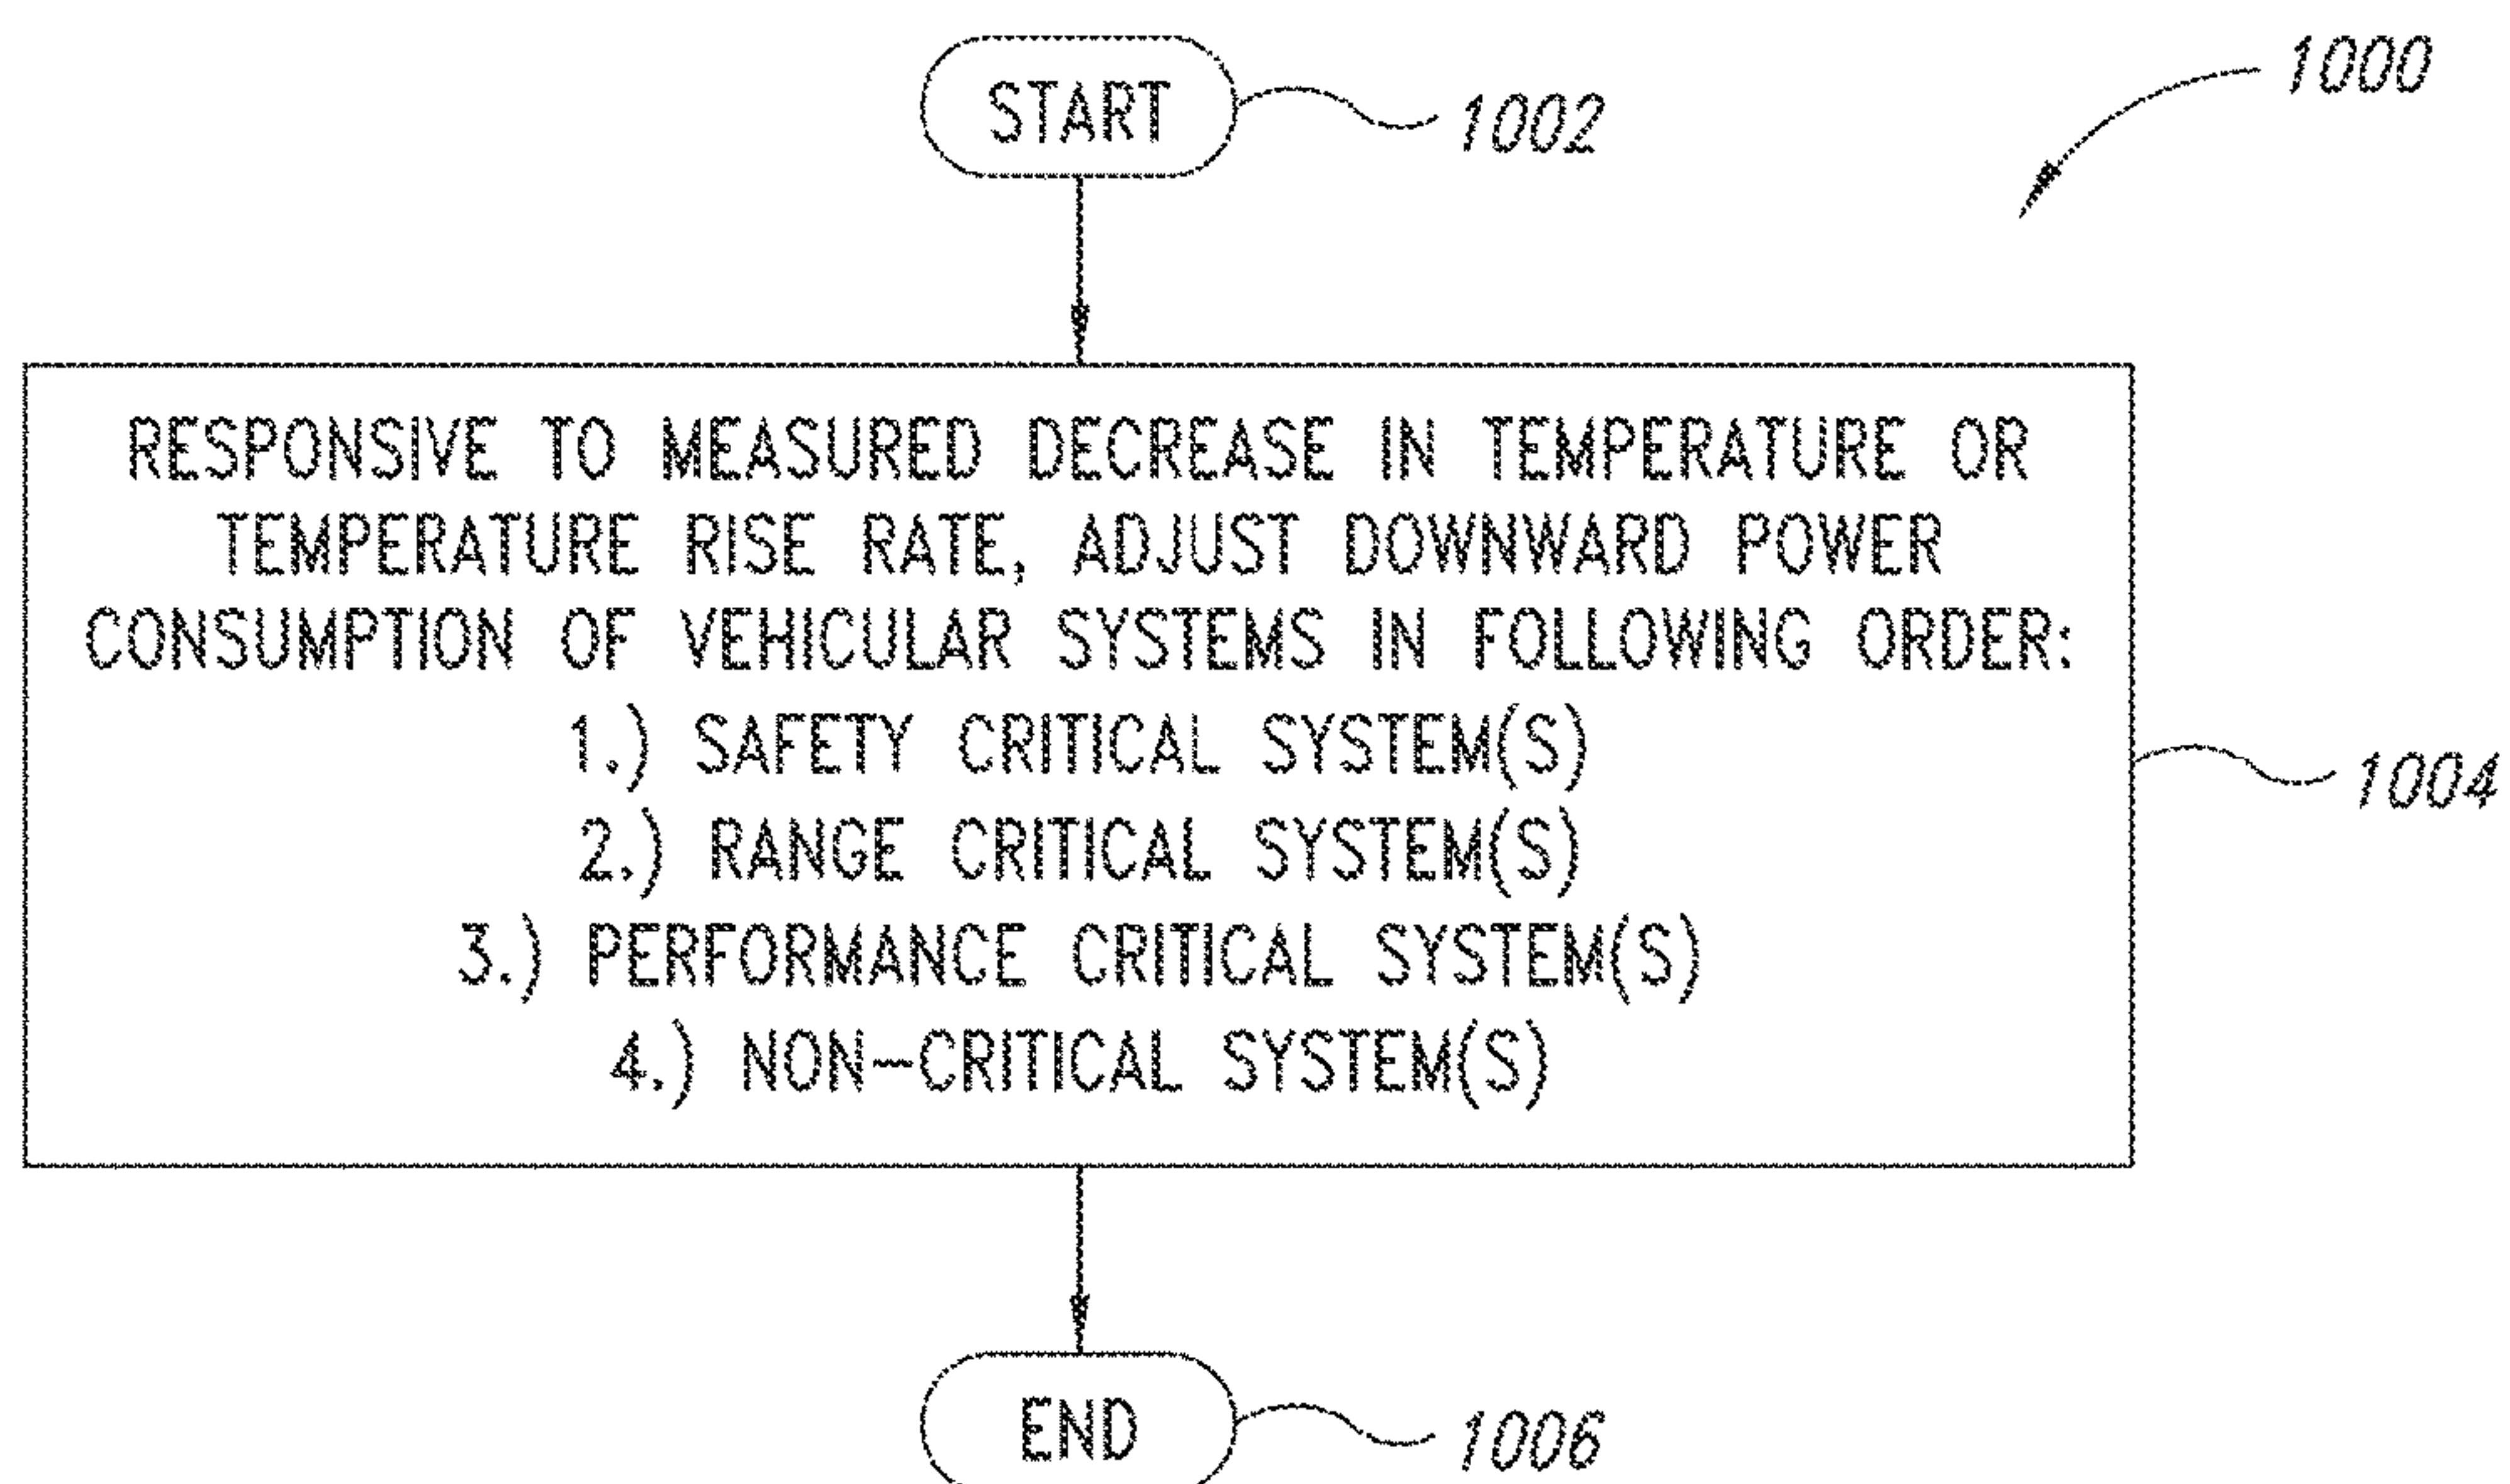 1000
START
1002
RESPONSIVE TO MEASURED DECREASE IN TEMPERATURE OR
TEMPERATURE RISE RATE, ADJUST DOWNWARD POWER
CONSUMPTION OF VEHICULAR SYSTEMS IN FOLLOWING ORDER:
1.) SAFETY CRITICAL SYSTEM(S)
2.) RANGE CRITICAL SYSTEM(S)
3.) PERFORMANCE CRITICAL SYSTEM(S)
4.) NON-CRITICAL SYSTEM(S)
1004
END
1006